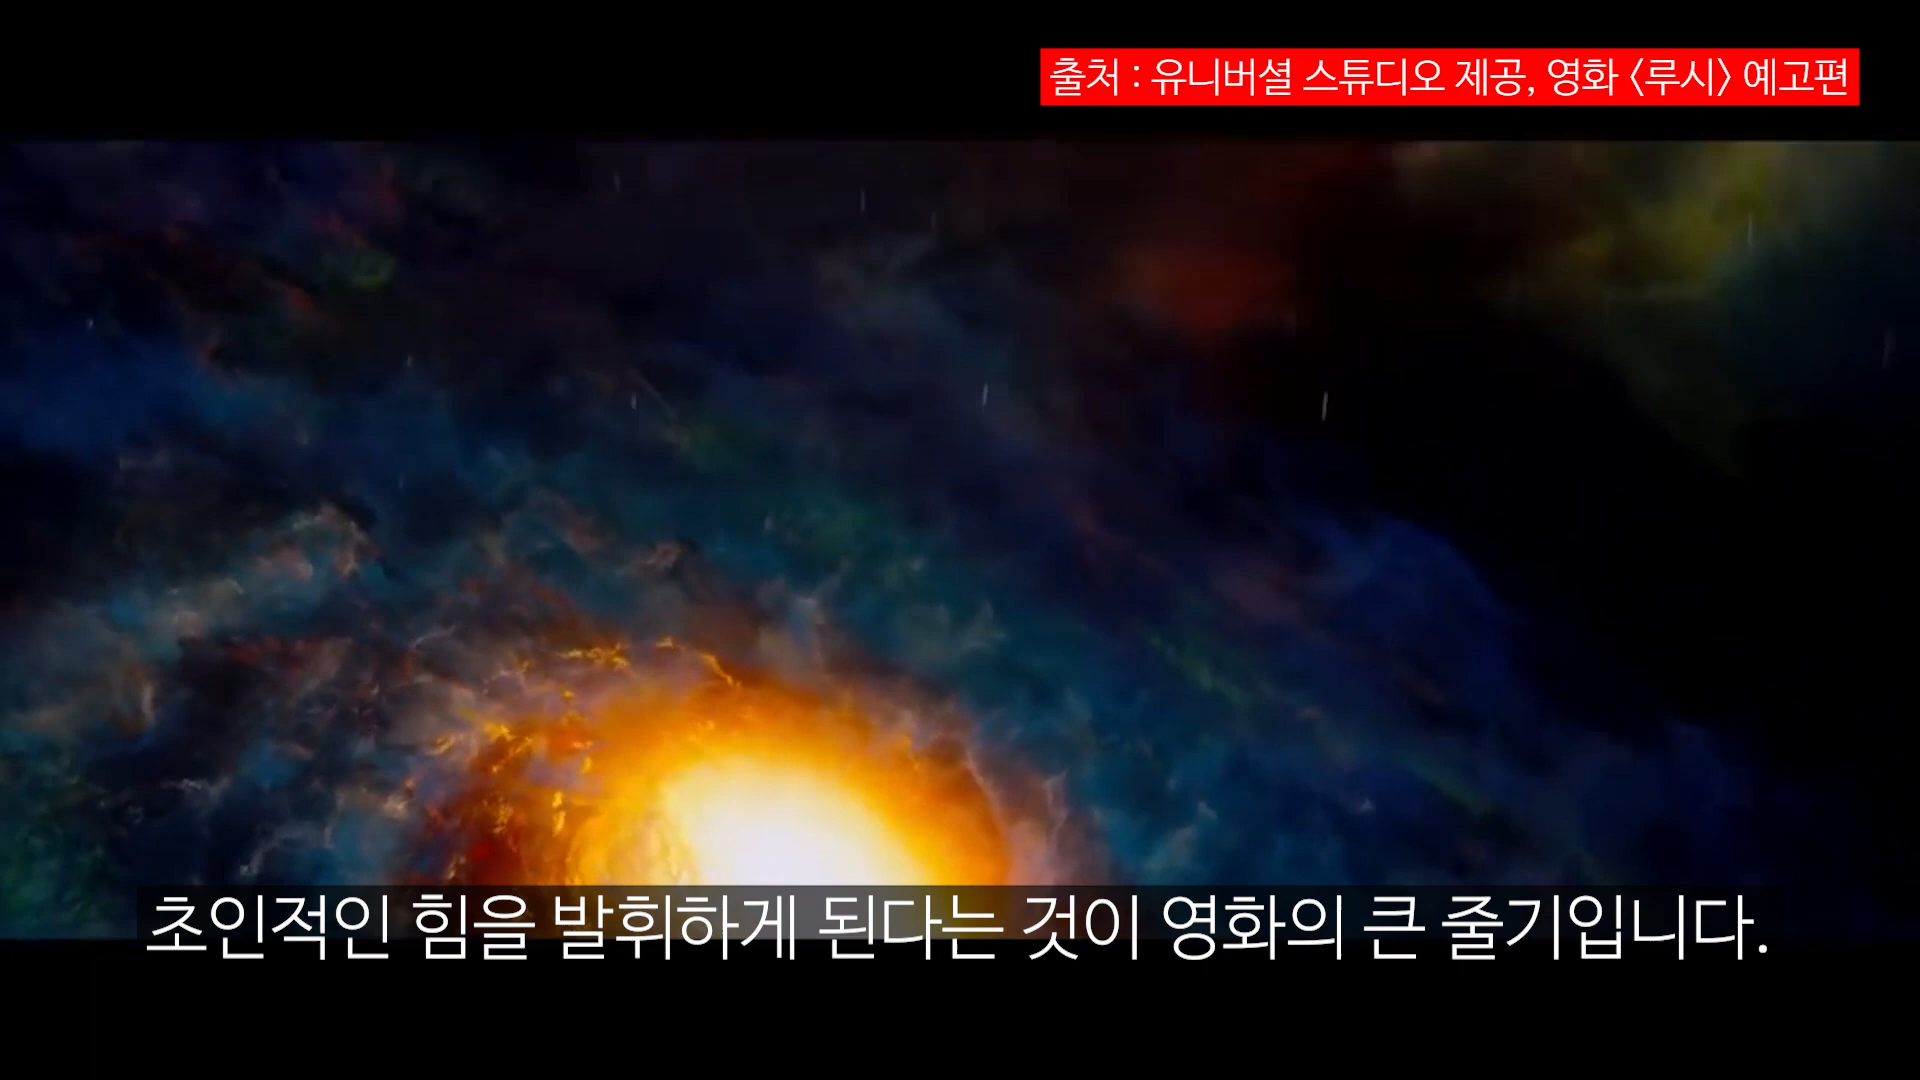 출처 : 유니버셜 스튜디오 제공, 영화 <루시> 예고편
초인적인 힘을 발휘하게 된다는 것이 영화의 큰 줄기입니다.